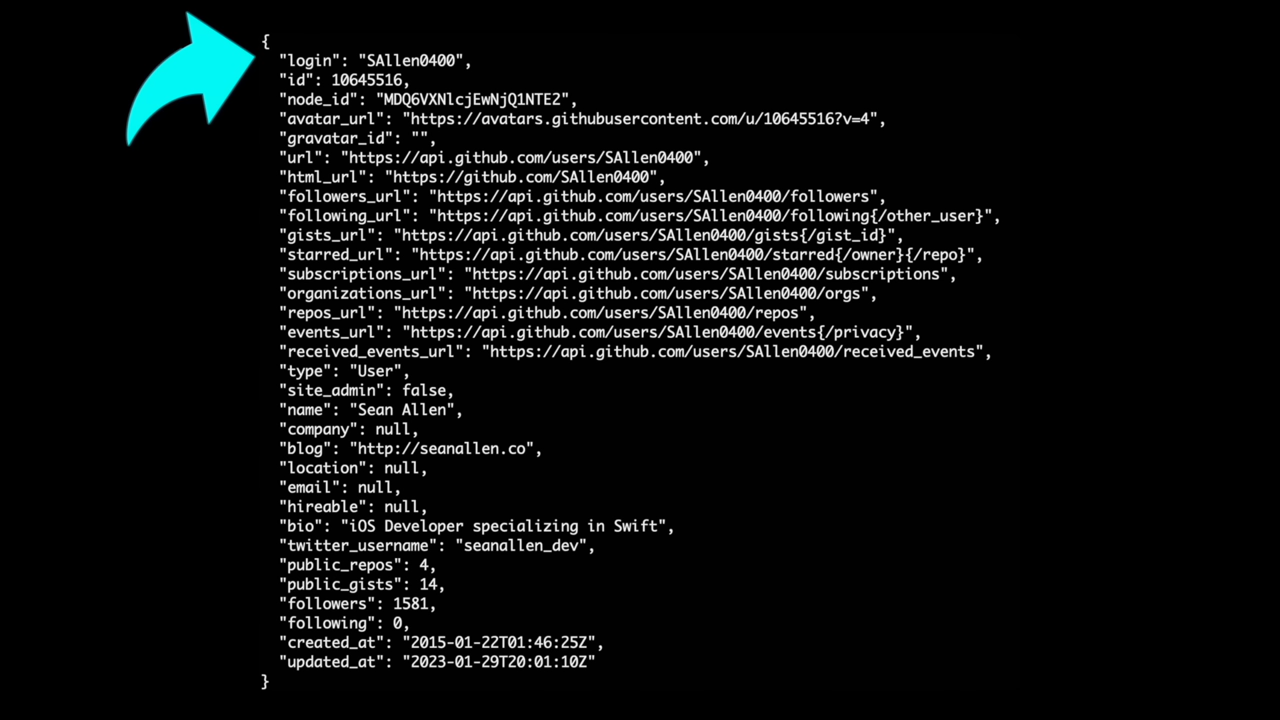 {
"login": "SAllen0400",
"id": 10645516,
"node_id": "MDQ6VXNlcjEwNjQ1NTE2",
"avatar_url": "https://avatars.githubusercontent.com/u/10645516?v=4",
"gravatar_id": "",
"url": "https://api.github.com/users/SAllen0400",
"html_url": "https://github.com/SAllen0400",
"followers_url": "https://api.github.com/users/SAllen0400/followers",
"following_url": "https://api.github.com/users/SAllen0400/following{/other_user}",
"gists_url": "https://api.github.com/users/SAllen0400/gists{/gist_id}",
"starred_url": "https://api.github.com/users/SAllen0400/starred{/owner}{/repo}",
"subscriptions_url": "https://api.github.com/users/SAllen0400/subscriptions",
"organizations_url": "https://api.github.com/users/SAllen0400/orgs",
"repos_url": "https://api.github.com/users/SAllen0400/repos",
"events_url": "https://api.github.com/users/SAllen0400/events{/privacy}",
"received_events_url": "https://api.github.com/users/SAllen0400/received_events",
"type": "User",
"site_admin": false,
"name": "Sean Allen",
"company": null,
"blog": "http://seanallen.co",
"location": null,
"email": null,
"hireable": null,
"bio": "iOS Developer specializing in Swift",
"twitter_username": "seanallen_dev",
"public_repos": 4,
"public_gists": 14,
"followers": 1581,
"following": 0,
"created_at": "2015-01-22T01:46:25Z",
"updated_at": "2023-01-29T20:01:10Z"
}